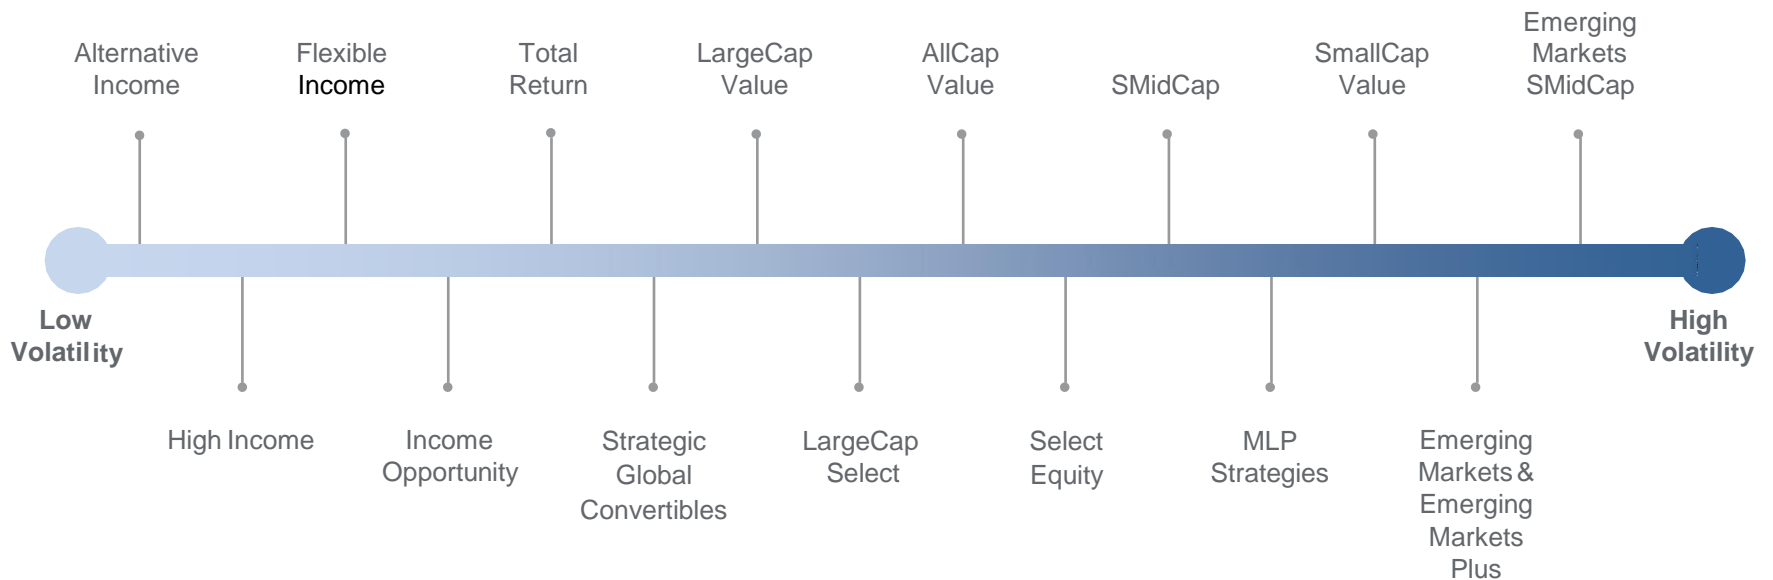 Alternative
Income
Flexible
Income
Total
Return
LargeCap
Value
AllCap
Value
SMidCap
SmallCap
Value
Emerging
Markets
SMidCap
Low
Volatility
High
Volatility
High Income
Income
Opportunity
Strategic
Global
Convertibles
LargeCap
Select
Select
Equity
MLP
Strategies
Emerging
Markets &
Emerging
Markets
Plus